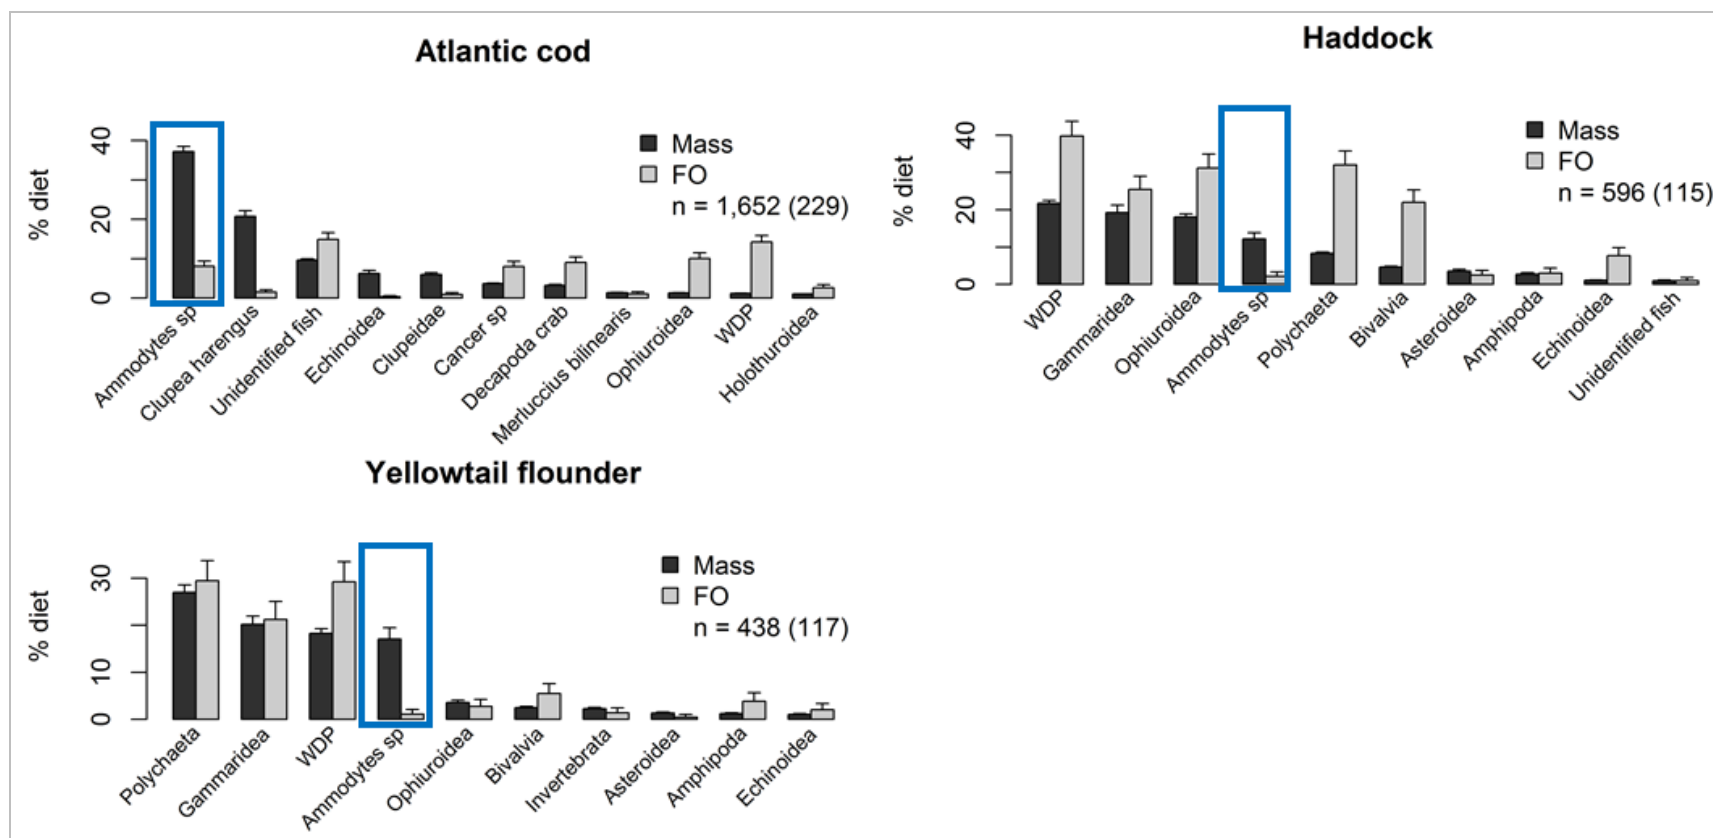 Atlantic cod
% diet
40
20
0
Mass
FO
n = 1,652 (229)
Ammodytes sp
Clupea harengus
Unidentified fish
Echinoidea
Clupeidae
Cancer sp
Decapoda crab
Merluccius bilinearis
Ophiuroidea
WDP
Holothuroidea
Haddock
% diet
40
20
0
Mass
FO
n = 596 (115)
WDP
Gammaridea
Ophiuroidea
Ammodytes sp
Polychaeta
Bivalvia
Asteroidea
Amphipoda
Echinoidea
Unidentified fish
Yellowtail flounder
% diet
30
10
0
Mass
FO
n = 438 (117)
Polychaeta
Gammaridea
WDP
Ammodytes sp
Ophiuroidea
Bivalvia
Invertebrata
Asteroidea
Amphipoda
Echinoidea